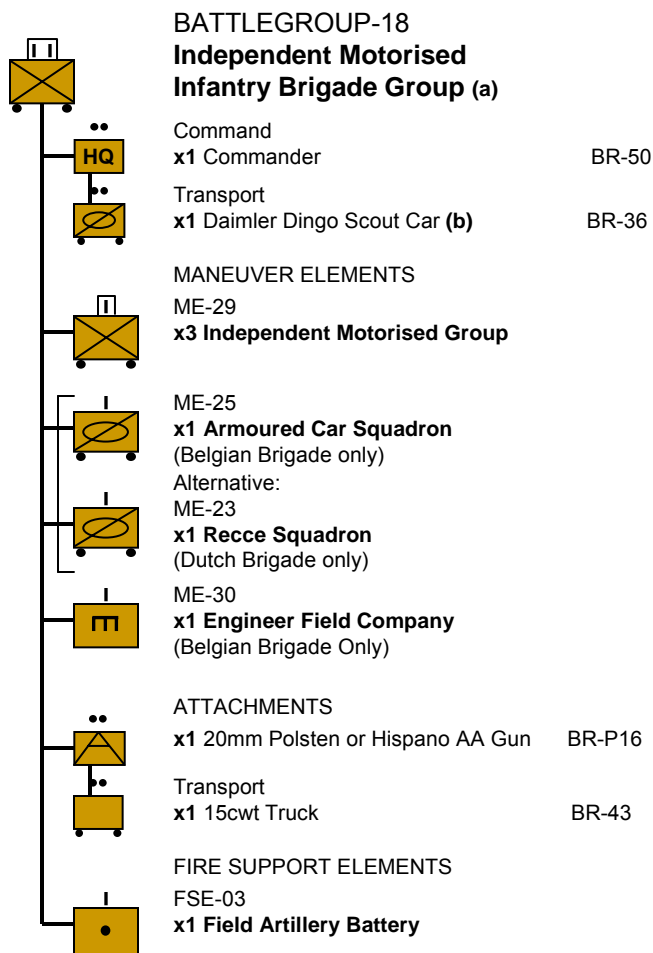 BATTLEGROUP-18
Independent Motorised
Infantry Brigade Group (a)
Command
HQ x1 Commander BR-50
Transport
x1 Daimler Dingo Scout Car (b) BR-36
MANEUVER ELEMENTS
ME-29
x3 Independent Motorised Group
ME-25
x1 Armoured Car Squadron
(Belgian Brigade only)
Alternative:
ME-23
x1 Recce Squadron
(Dutch Brigade only)
ME-30
x1 Engineer Field Company
(Belgian Brigade Only)
ATTACHMENTS
x1 20mm Polsten or Hispano AA Gun BR-P16
Transport
x1 15cwt Truck BR-43
FIRE SUPPORT ELEMENTS
FSE-03
x1 Field Artillery Battery